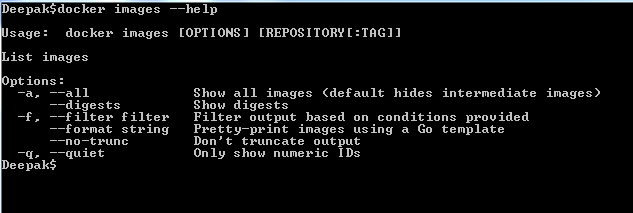 Deepak$docker images --help
Usage:  docker images [OPTIONS] [REPOSITORY[:TAG]]
List images
Options:
  -a, --all             Show all images (default hides intermediate images)
      --digests         Show digests
  -f, --filter filter   Filter output based on conditions provided
      --format string   Pretty-print images using a Go template
      --no-trunc        Don't truncate output
  -q, --quiet           Only show numeric IDs
Deepak$